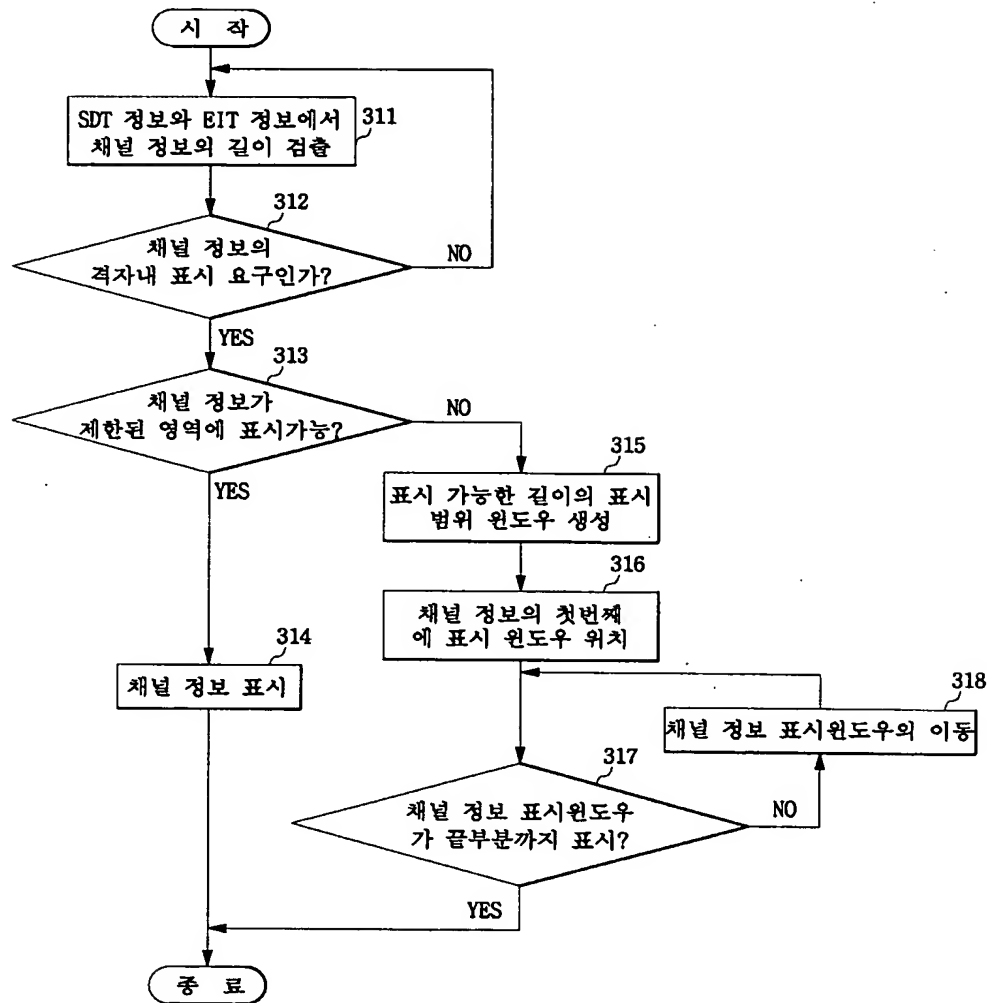 시 작
SDT 정보와 EIT 정보에서
채널 정보의 길이 검출
311
312
채널 정보의
격자내 표시 요구인가?
NO
YES
313
채널 정보가
제한된 영역에 표시가능?
NO
YES
315
표시 가능한 길이의 표시
범위 윈도우 생성
316
채널 정보의 첫번째
에 표시 윈도우 위치
314
채널 정보 표시
318
채널 정보 표시윈도우의 이동
317
채널 정보 표시윈도우
가 끝부분까지 표시?
NO
YES
종 료